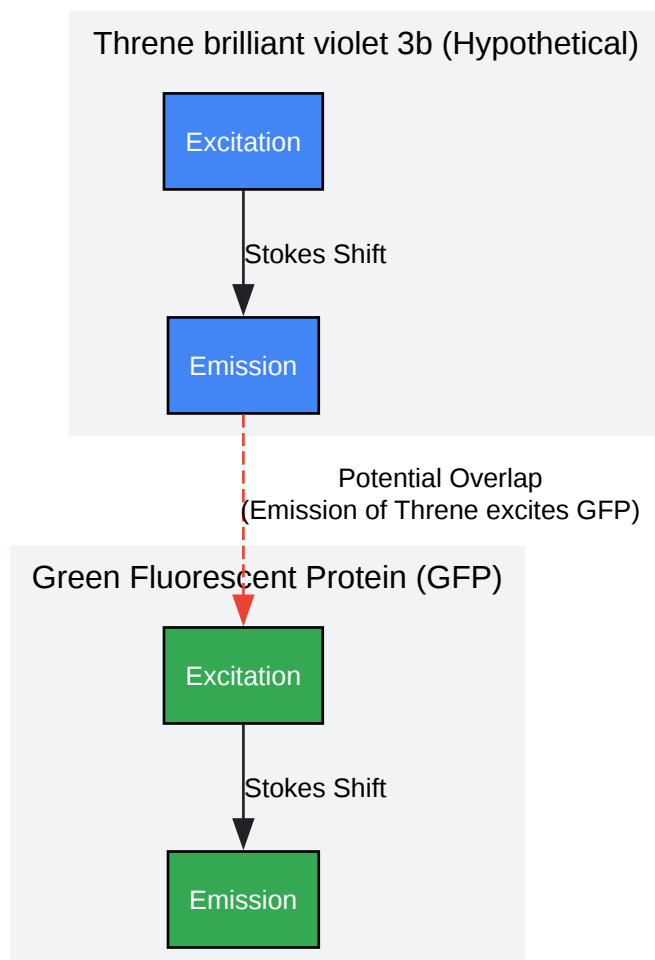 Threne brilliant violet 3b (Hypothetical)
Excitation
Stokes Shift
Emission
Potential Overlap
(Emission of Threne excites GFP)
Green Fluorescent Protein (GFP)
Excitation
Stokes Shift
Emission